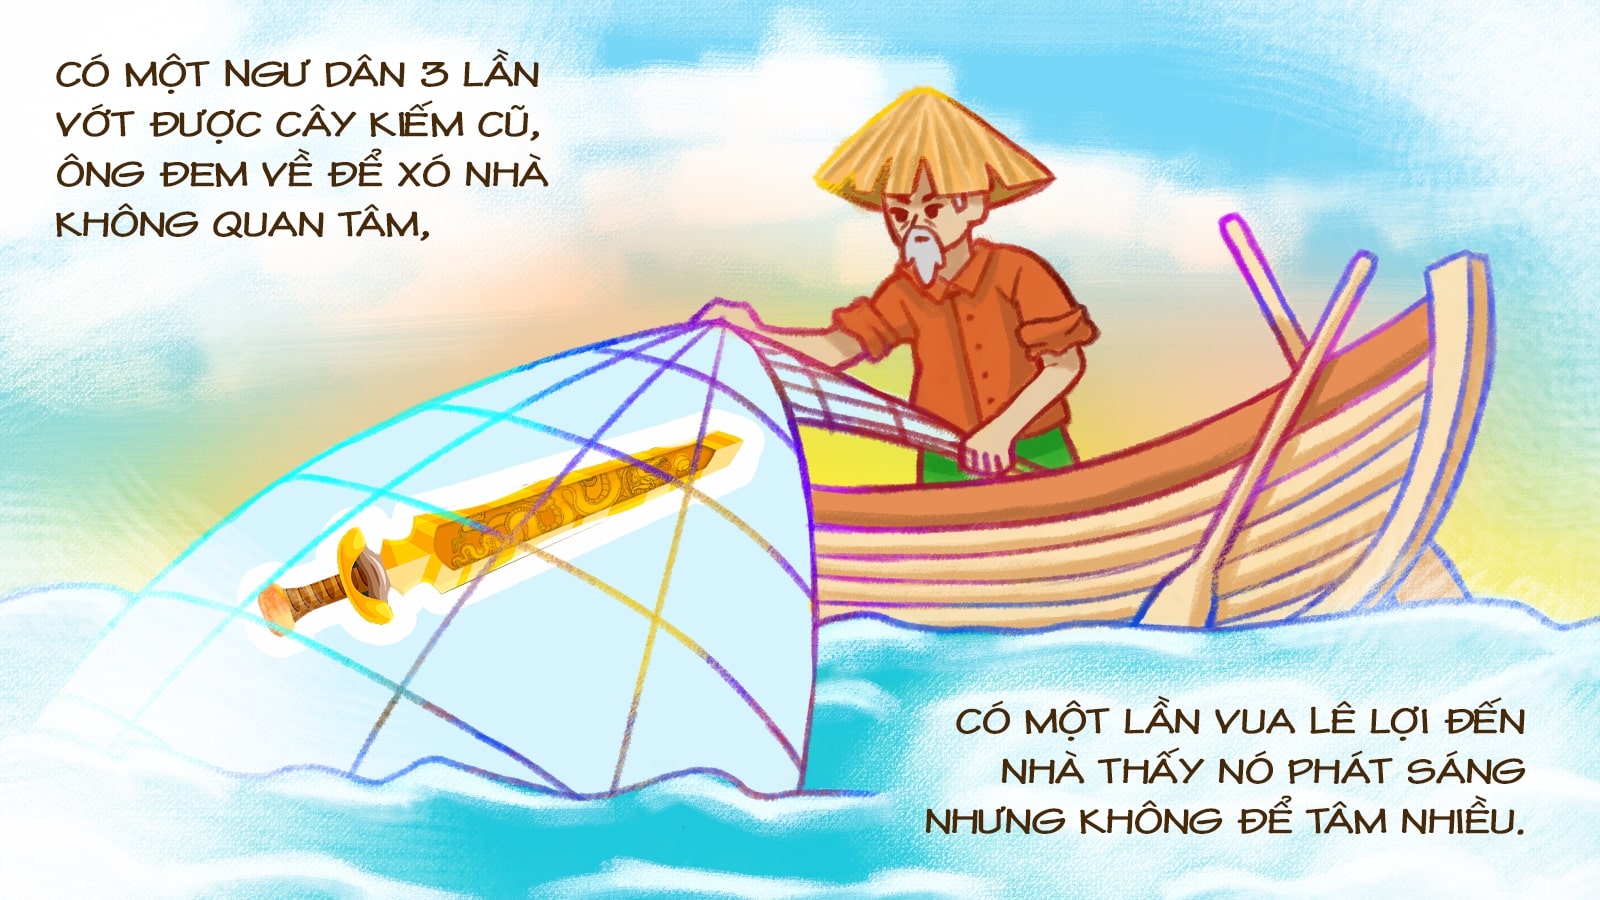 CÓ MỘT NGƯ DÂN 3 LẦN
VỚT ĐƯỢC CÂY KIẾM CŨ,
ÔNG ĐEM VỀ ĐỂ XÓ NHÀ
KHÔNG QUAN TÂM,
CÓ MỘT LẦN VUA LÊ LỢI ĐẾN
NHÀ THẤY NÓ PHÁT SÁNG
NHƯNG KHÔNG ĐỂ TÂM NHIỀU.